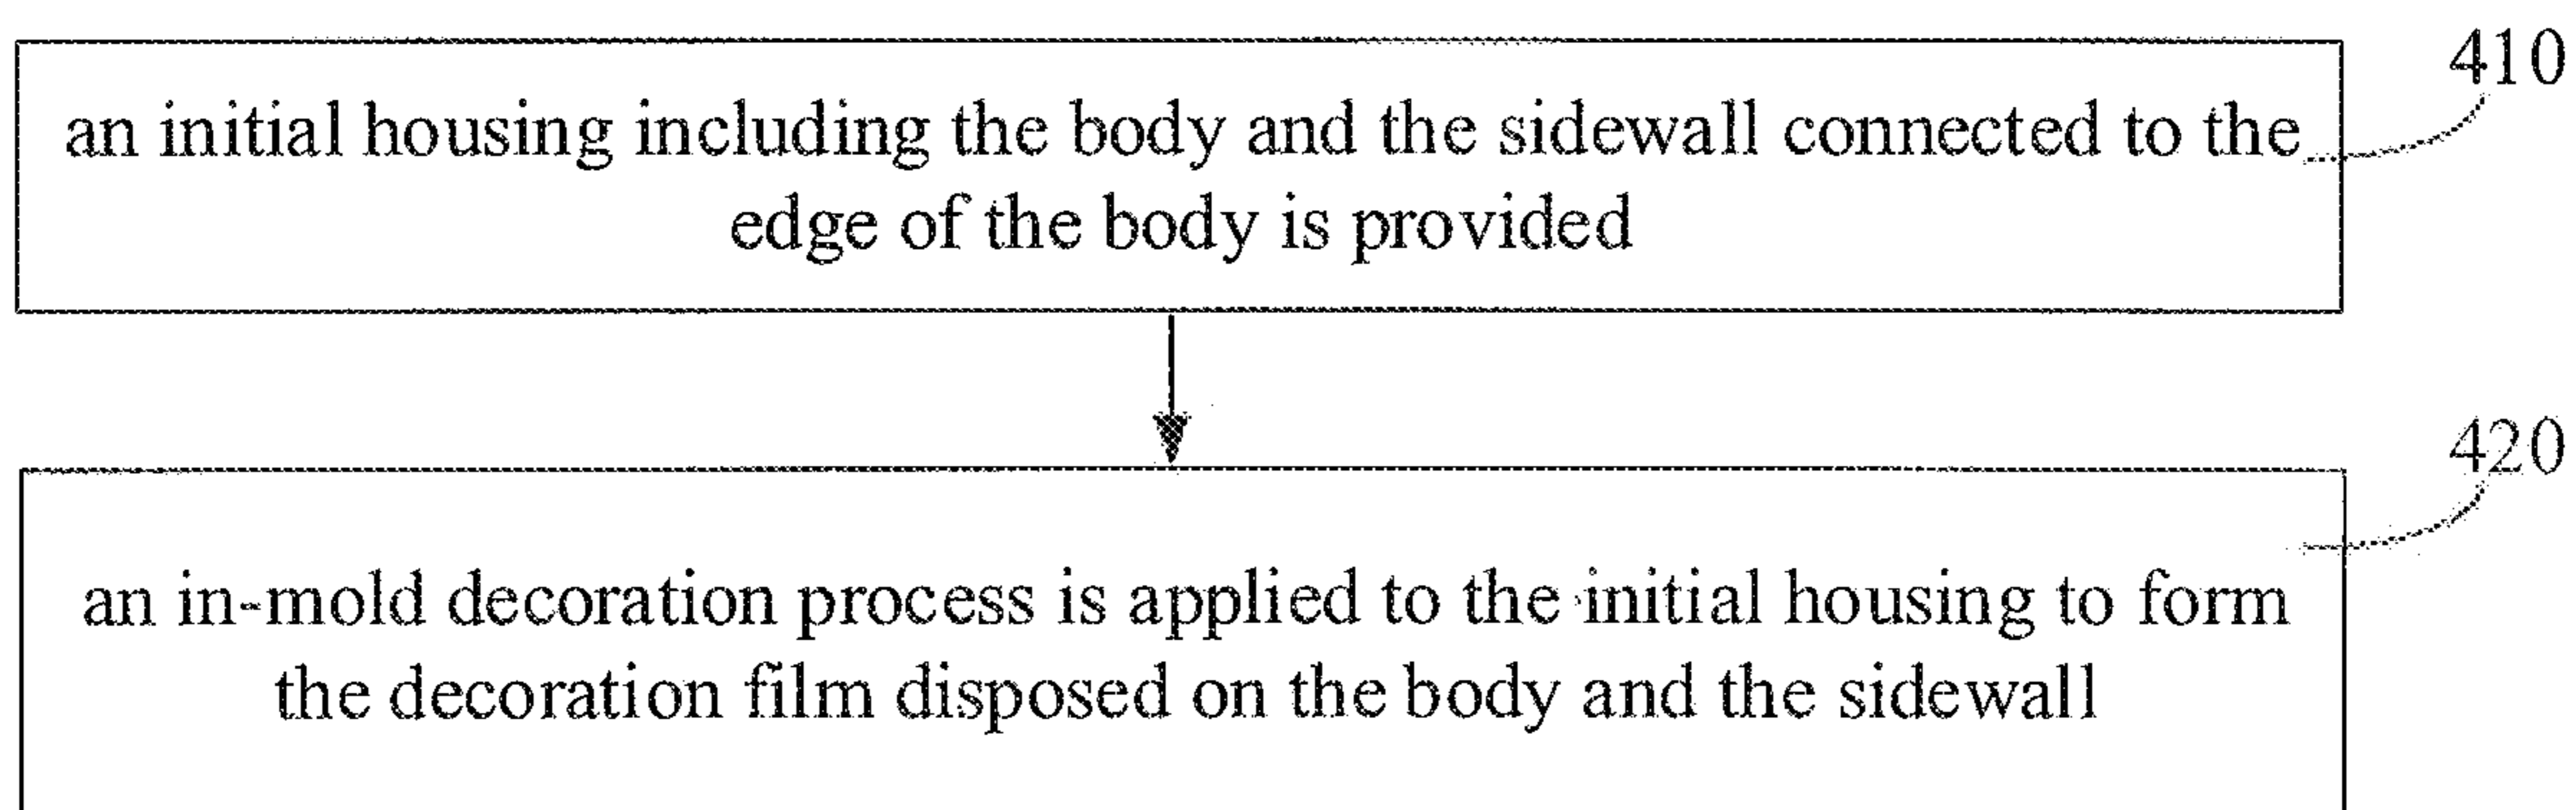 410
an initial housing including the body and the sidewall connected to the
edge of the body is provided
420
an in-mold decoration process is applied to the initial housing to form
the decoration film disposed on the body and the sidewall